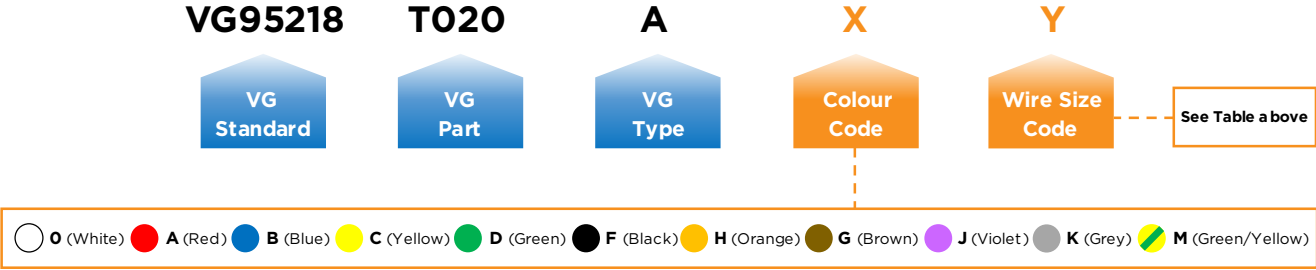 VG95218 T020 A X Y
VG VG VG Colour Wire Size
Standard Part Type Code Code
See Table above
0 (White) A (Red) B (Blue) C (Yellow) D (Green) F (Black) H (Orange) G (Brown) J (Violet) K (Grey) M (Green/Yellow)